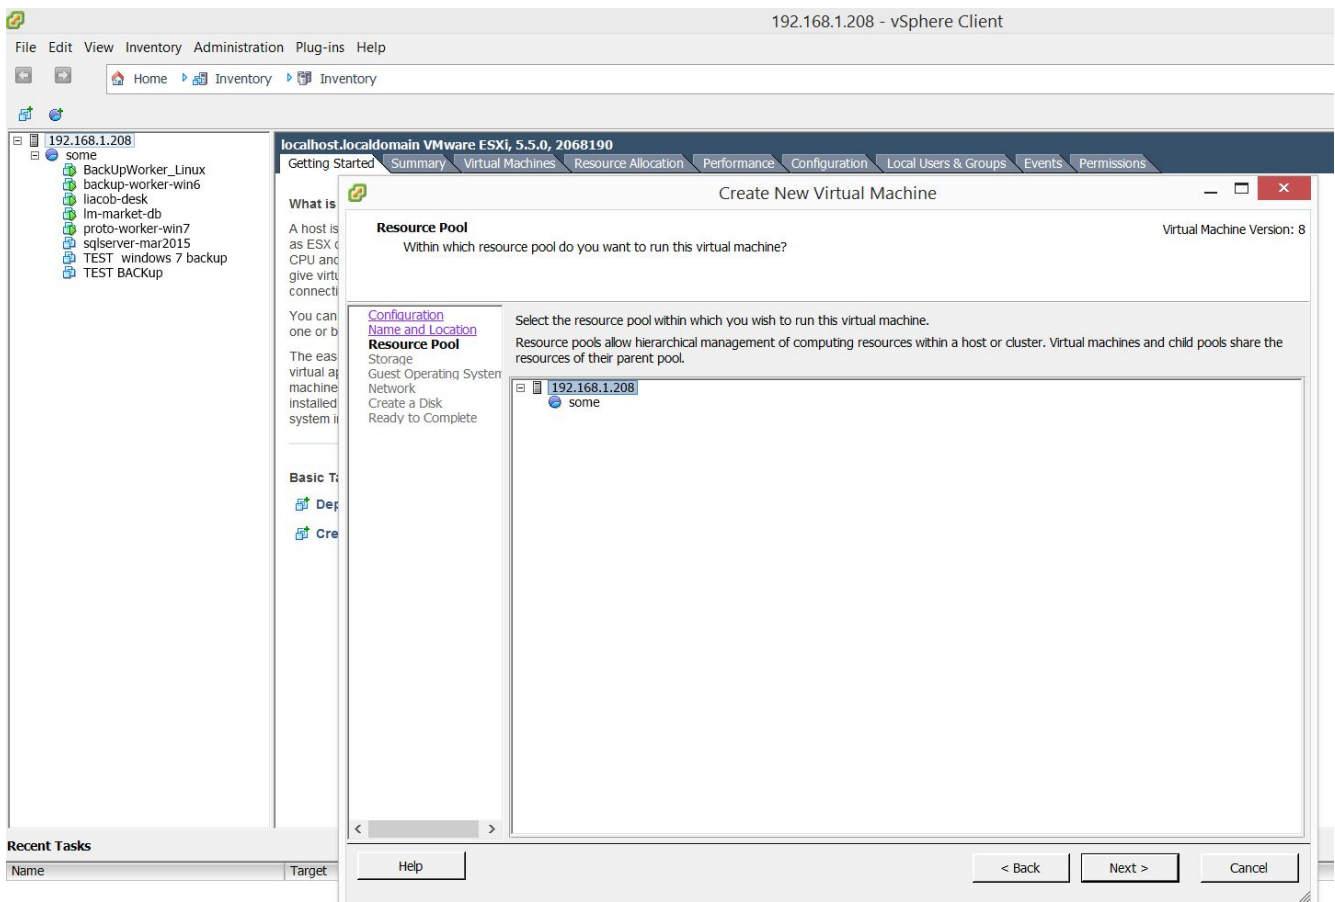 192.168.1.208 - vSphere Client
File Edit View Inventory Administration Plug-ins Help
Home Inventory Inventory
192.168.1.208
some
BackUpWorker_Linux
backup-worker-win6
liacob-desk
lm-market-db
proto-worker-win7
sqlserver-mar2015
TEST windows 7 backup
TEST BACKup
localhost.localdomain VMware ESXi, 5.5.0, 2068190
Getting Started Summary Virtual Machines Resource Allocation Performance Configuration Local Users & Groups Events Permissions
What is
A host is
as ESX
CPU and
give virtu
connecti
You can
one or b
The eas
virtual a
machine
installed
system i
Basic Ta
Dep
Cre
Create New Virtual Machine
Resource Pool
Within which resource pool do you want to run this virtual machine?
Virtual Machine Version: 8
Configuration
Name and Location
Resource Pool
Storage
Guest Operating System
Network
Create a Disk
Ready to Complete
Select the resource pool within which you wish to run this virtual machine.
Resource pools allow hierarchical management of computing resources within a host or cluster. Virtual machines and child pools share the
resources of their parent pool.
192.168.1.208
some
Help
< Back
Next >
Cancel
Recent Tasks
Name Target